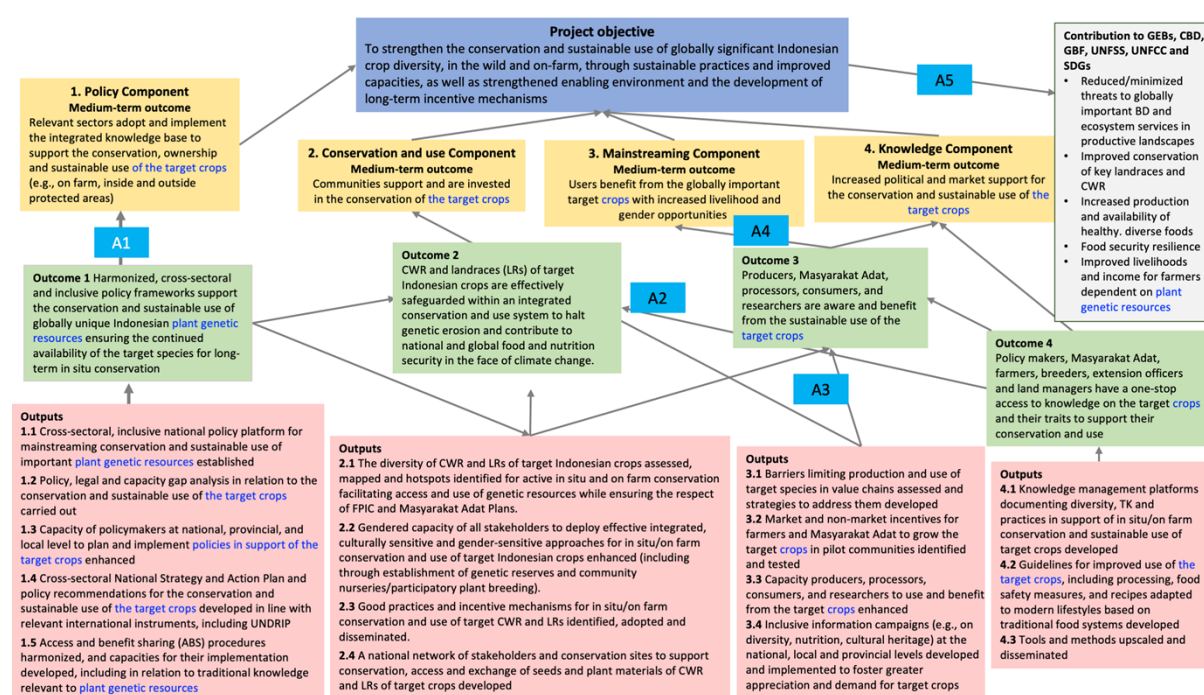 Project objective
To strengthen the conservation and sustainable use of globally significant Indonesian
crop diversity, in the wild and on-farm, through sustainable practices and improved
capacities, as well as strengthened enabling environment and the development of
long-term incentive mechanisms
Contribution to GEBs, CBD,
GBF, UNFSS, UNFCC and
SDGs
• Reduced/minimized
threats to globally
important BD and
ecosystem services in
productive landscapes
• Improved conservation
of key landraces and
CWR
• Increased production
and availability of
healthy. diverse foods
• Food security resilience
• Improved livelihoods
and income for farmers
dependent on plant
genetic resources
A5
1. Policy Component
Medium-term outcome
Relevant sectors adopt and implement
the integrated knowledge base to
support the conservation, ownership
and sustainable use of the target crops
(e.g., on farm, inside and outside
protected areas)
2. Conservation and use Component
Medium-term outcome
Communities support and are invested
in the conservation of the target crops
3. Mainstreaming Component
Medium-term outcome
Users benefit from the globally important
target crops with increased livelihood and
gender opportunities
4. Knowledge Component
Medium-term outcome
Increased political and market support for
the conservation and sustainable use of
the target crops
A1
A4
A2
A3
Outcome 1 Harmonized, cross-sectoral
and inclusive policy frameworks support
the conservation and sustainable use of
globally unique Indonesian plant genetic
resources ensuring the continued
availability of the target species for long-
term in situ conservation
Outcome 2
CWR and landraces (LRs) of target
Indonesian crops are effectively
safeguarded within an integrated
conservation and use system to halt
genetic erosion and contribute to
national and global food and nutrition
security in the face of climate change.
Outcome 3
Producers, Masyarakat Adat,
processors, consumers, and
researchers are aware and benefit
from the sustainable use of the
target crops
Outcome 4
Policy makers, Masyarakat Adat,
farmers, breeders, extension officers
and land managers have a one-stop
access to knowledge on the target crops
and their traits to support their
conservation and use
Outputs
1.1 Cross-sectoral, inclusive national policy platform for
mainstreaming conservation and sustainable use of
important plant genetic resources established
1.2 Policy, legal and capacity gap analysis in relation to the
conservation and sustainable use of the target crops
carried out
1.3 Capacity of policymakers at national, provincial, and
local level to plan and implement policies in support of the
target crops enhanced
1.4 Cross-sectoral National Strategy and Action Plan and
policy recommendations for the conservation and
sustainable use of the target crops developed in line with
relevant international instruments, including UNDRIP
1.5 Access and benefit sharing (ABS) procedures
harmonized, and capacities for their implementation
developed, including in relation to traditional knowledge
relevant to plant genetic resources
Outputs
2.1 The diversity of CWR and LRs of target Indonesian crops assessed,
mapped and hotspots identified for active in situ and on farm conservation
facilitating access and use of genetic resources while ensuring the respect
of FPIC and Masyarakat Adat Plans.
2.2 Gendered capacity of all stakeholders to deploy effective integrated,
culturally sensitive and gender-sensitive approaches for in situ/on farm
conservation and use of target Indonesian crops enhanced (including
through establishment of genetic reserves and community
nurseries/participatory plant breeding).
2.3 Good practices and incentive mechanisms for in situ/on farm
conservation and use of target CWR and LRs identified, adopted and
disseminated.
2.4 A national network of stakeholders and conservation sites to support
conservation, access and exchange of seeds and plant materials of CWR
and LRs of target crops developed
Outputs
3.1 Barriers limiting production and use of
target species in value chains assessed and
strategies to address them developed
3.2 Market and non-market incentives for
farmers and Masyarakat Adat to grow the
target crops in pilot communities identified
and tested
3.3 Capacity producers, processors,
consumers, and researchers to use and benefit
from the target crops enhanced
3.4 Inclusive information campaigns (e.g., on
diversity, nutrition, cultural heritage) at the
national, local and provincial levels developed
and implemented to foster greater
appreciation and demand for target crops
Outputs
4.1 Knowledge management platforms
documenting diversity, TK and
practices in support of in situ/on farm
conservation and sustainable use of
target crops developed
4.2 Guidelines for improved use of
the target crops, including processing, food
safety measures, and recipes adapted
to modern lifestyles based on
traditional food systems developed
4.3 Tools and methods upscaled and
disseminated